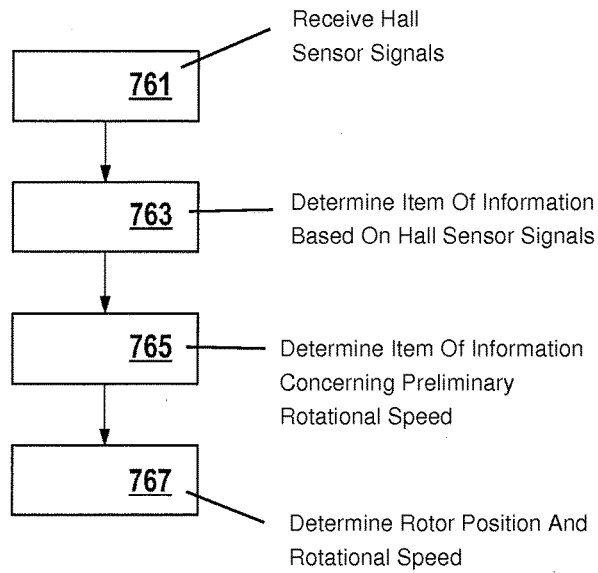 Receive Hall
Sensor Signals
761
763
Determine Item Of Information
Based On Hall Sensor Signals
765
Determine Item Of Information
Concerning Preliminary
Rotational Speed
767
Determine Rotor Position And
Rotational Speed